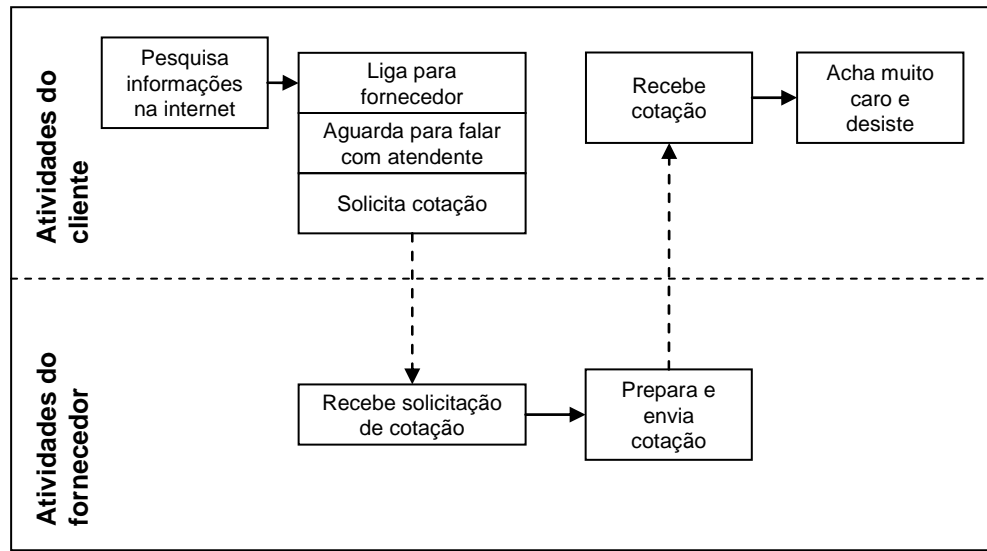 Atividades do
cliente
Pesquisa
informações
na internet
Liga para
fornecedor
Aguarda para falar
com atendente
Solicita cotação
Recebe
cotação
Acha muito
caro e
desiste
Atividades do
fornecedor
Recebe solicitação
de cotação
Prepara e
envia
cotação